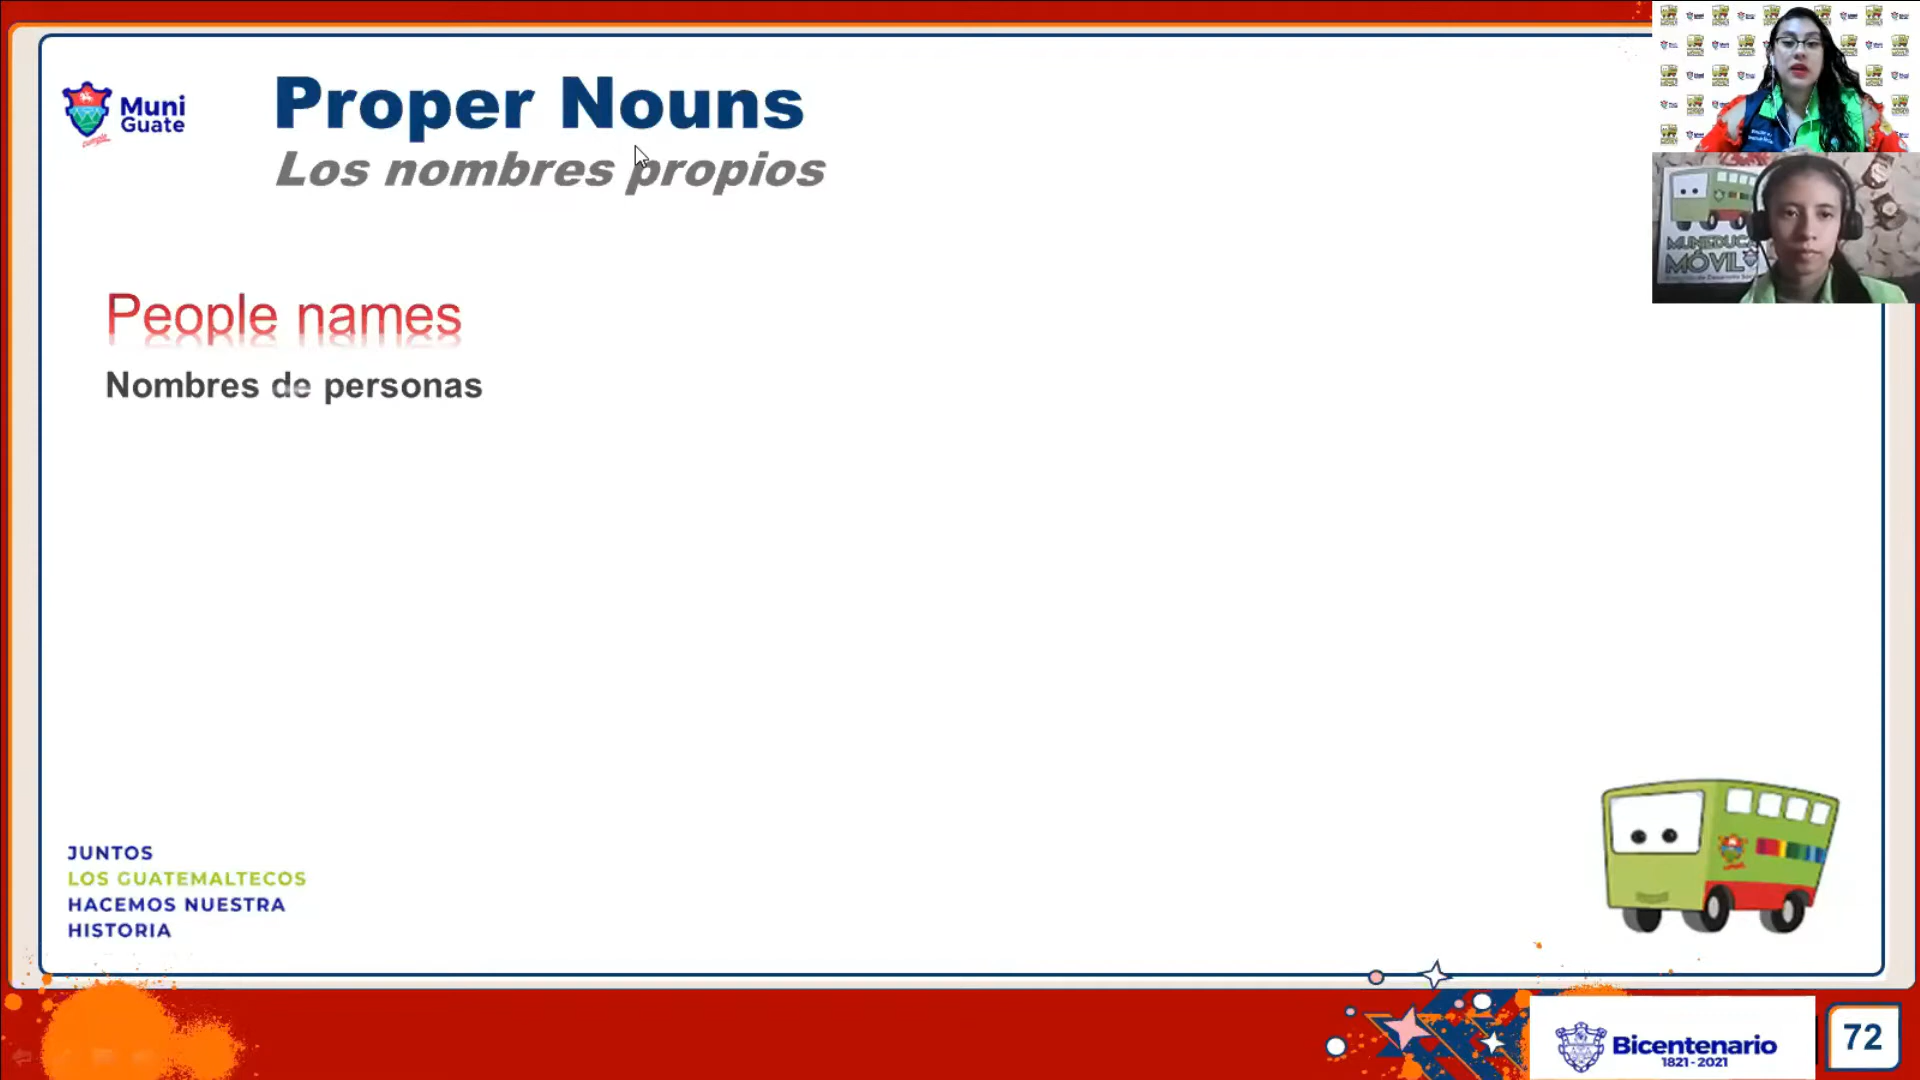 Muni
Guate
Proper Nouns
Los nombres propios
People names
Nombres de personas
MUNIEDUCA
MÓVIL
JUNTOS
LOS GUATEMALTECOS
HACEMOS NUESTRA
HISTORIA
Bicentenario
1821 - 2021
72